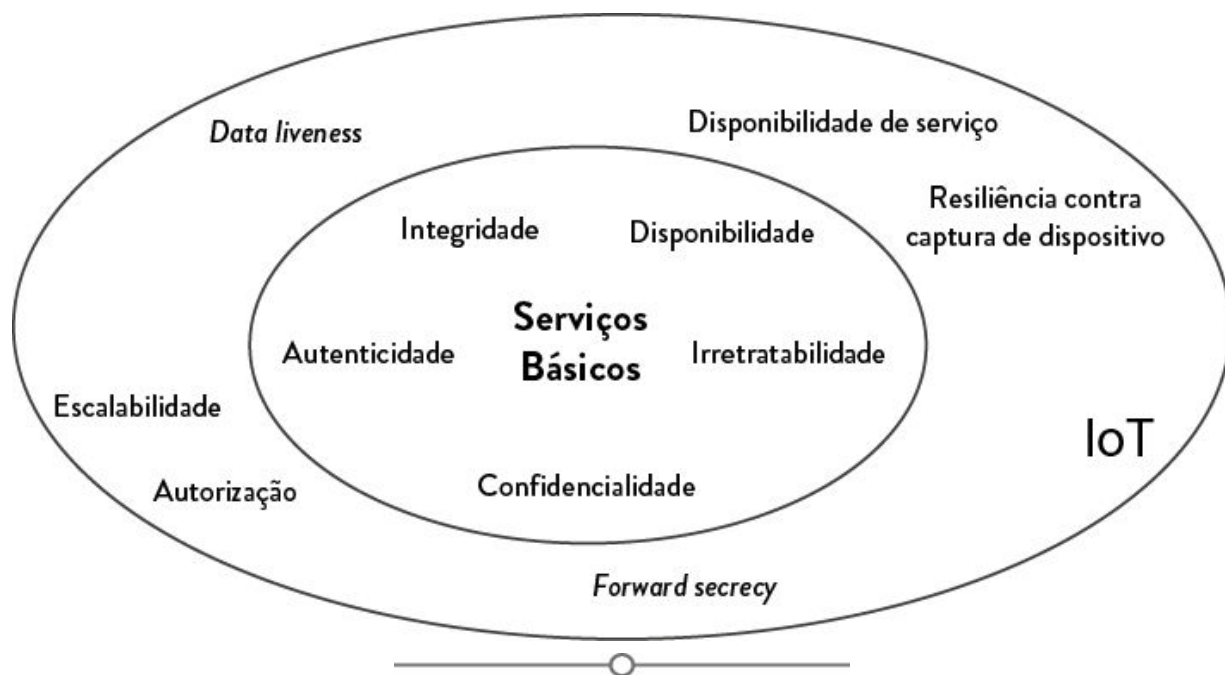 Data liveness
Disponibilidade de serviço
Resiliência contra
captura de dispositivo
Integridade
Disponibilidade
Serviços
Básicos
Autenticidade
Irretratabilidade
Escalabilidade
IoT
Autorização
Confidencialidade
Forward secrecy